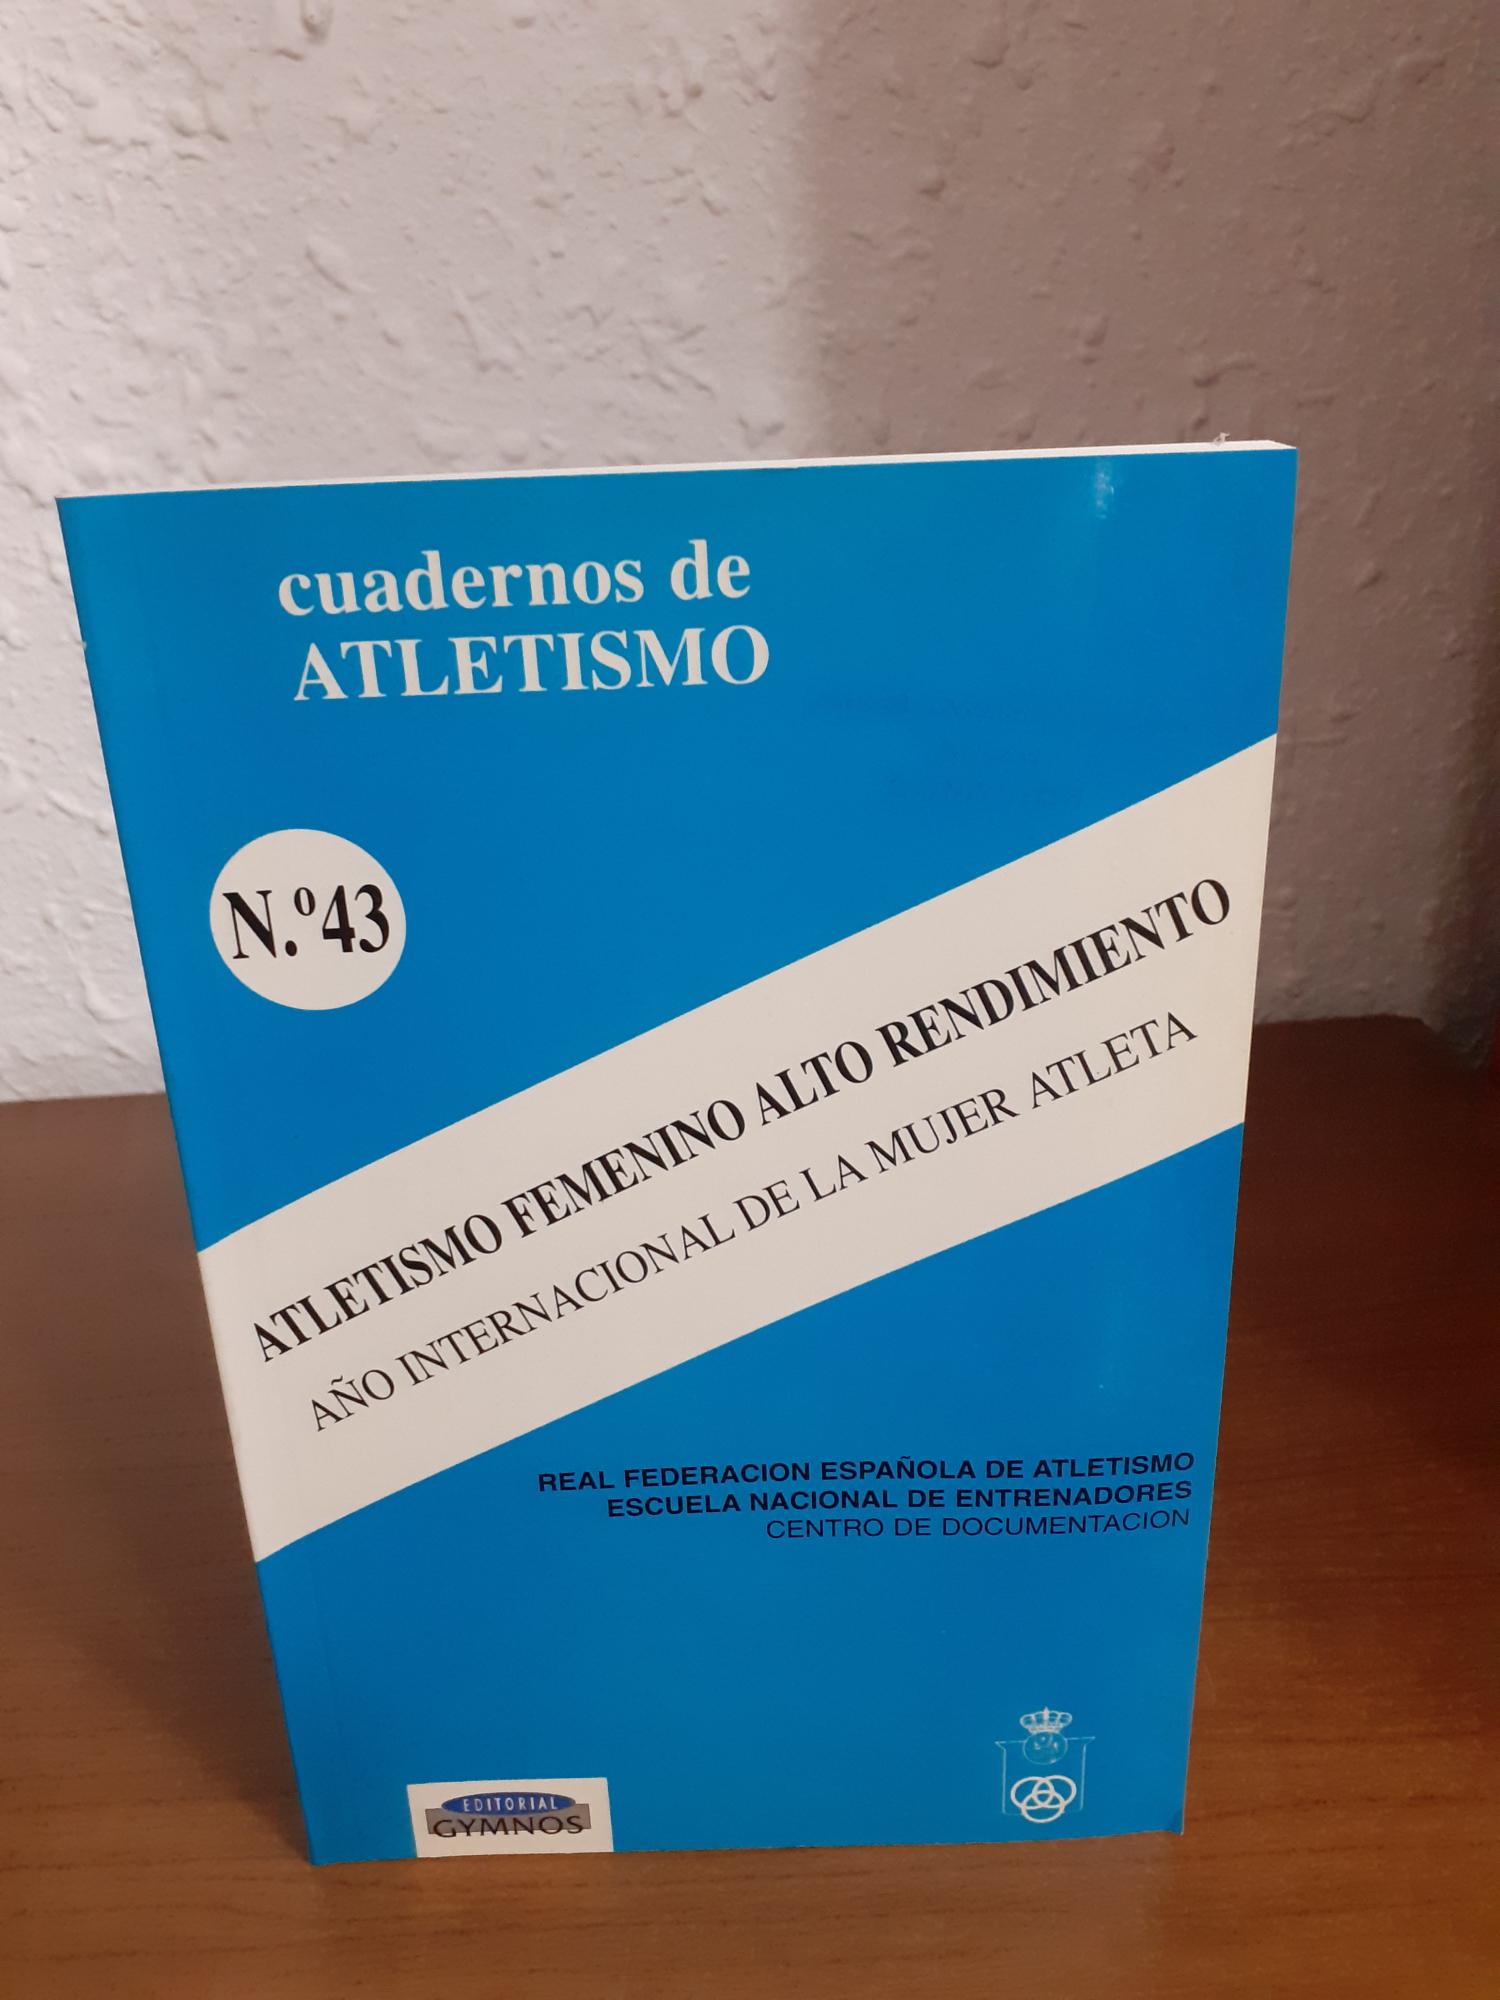 cuadernos de
ATLETISMO
N.º 43
ATLETISMO FEMENINO ALTO RENDIMIENTO
AÑO INTERNACIONAL DE LA MUJER ATLETA
REAL FEDERACION ESPAÑOLA DE ATLETISMO
ESCUELA NACIONAL DE ENTRENADORES
CENTRO DE DOCUMENTACION
EDITORIAL
GYMNOS